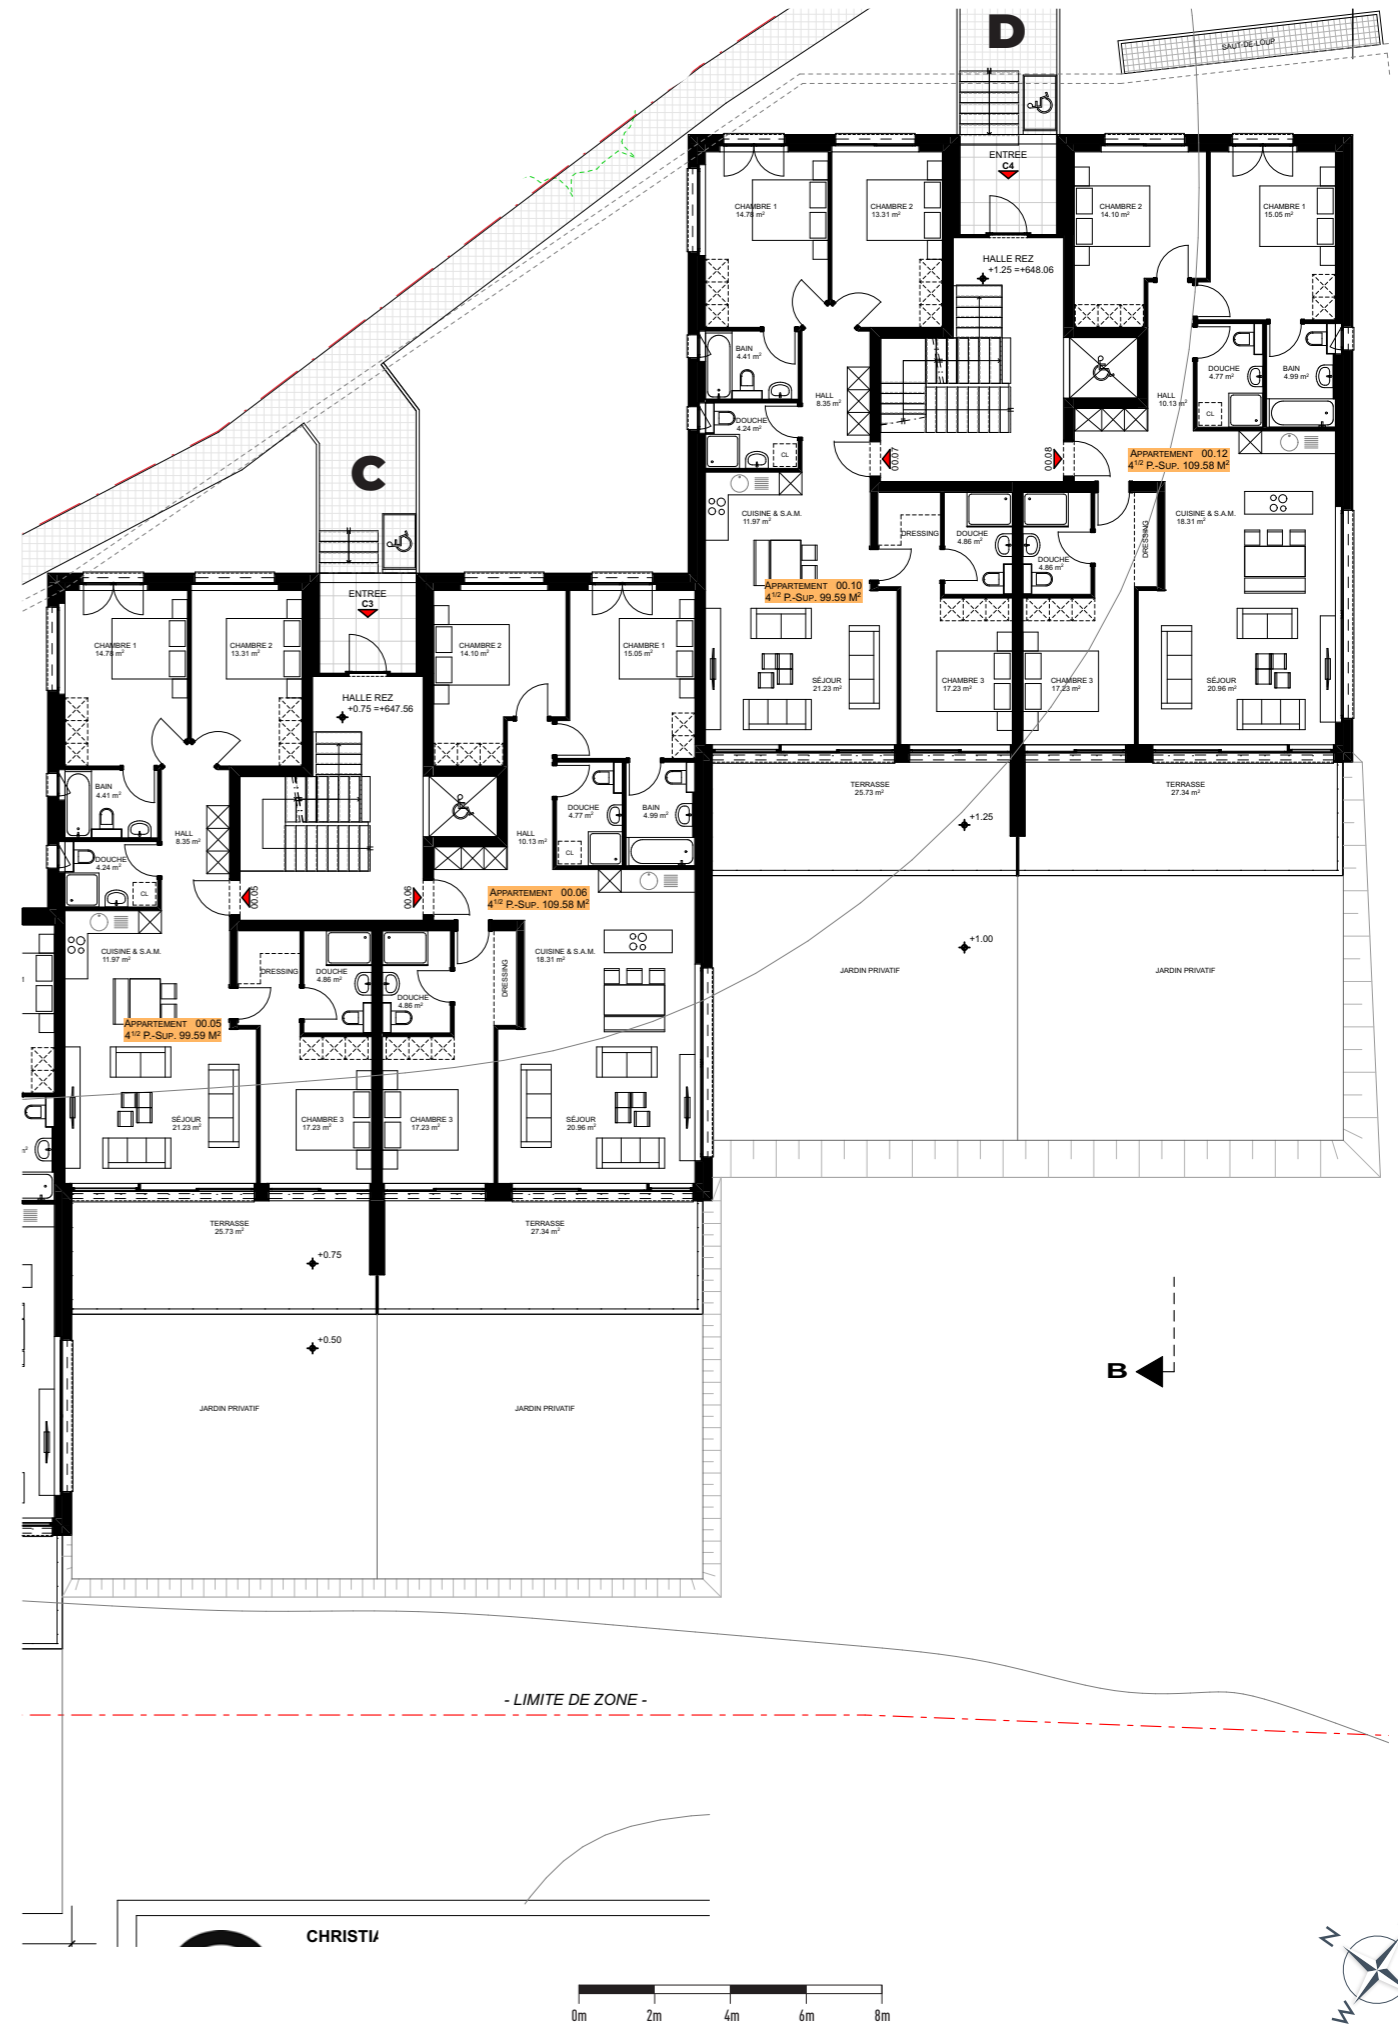 D
SAUT-DE-LOUP
ENTREE
C4
CHAMBRE 1
14.78 m²
CHAMBRE 2
13.31 m²
CHAMBRE 2
14.10 m²
CHAMBRE 1
15.05 m²
HALLE REZ
+1.25 =+648.06
BAIN
4.41 m²
DOUCHE
4.24 m²
CL
HALL
8.35 m²
DOUCHE
4.77 m²
CL
BAIN
4.99 m²
HALL
10.13 m²
00.07
00.08
APPARTEMENT 00.12
4 1/2 P.-SUP. 109.58 M²
CUISINE & S.A.M.
11.97 m²
DRESSING
DOUCHE
4.86 m²
DOUCHE
4.86 m²
DRESSING
CUISINE & S.A.M.
18.31 m²
APPARTEMENT 00.10
4 1/2 P.-SUP. 99.59 M²
SÉJOUR
21.23 m²
CHAMBRE 3
17.23 m²
CHAMBRE 3
17.23 m²
SÉJOUR
20.96 m²
TERRASSE
25.73 m²
TERRASSE
27.34 m²
+1.25
+1.00
JARDIN PRIVATIF
JARDIN PRIVATIF
C
ENTREE
C3
CHAMBRE 1
14.78 m²
CHAMBRE 2
13.31 m²
CHAMBRE 2
14.10 m²
CHAMBRE 1
15.05 m²
HALLE REZ
+0.75 =+647.56
BAIN
4.41 m²
DOUCHE
4.24 m²
CL
HALL
8.35 m²
DOUCHE
4.77 m²
CL
BAIN
4.99 m²
HALL
10.13 m²
00.05
00.06
APPARTEMENT 00.06
4 1/2 P.-SUP. 109.58 M²
CUISINE & S.A.M.
11.97 m²
DRESSING
DOUCHE
4.86 m²
DOUCHE
4.86 m²
DRESSING
CUISINE & S.A.M.
18.31 m²
APPARTEMENT 00.05
4 1/2 P.-SUP. 99.59 M²
SÉJOUR
21.23 m²
CHAMBRE 3
17.23 m²
CHAMBRE 3
17.23 m²
SÉJOUR
20.96 m²
TERRASSE
25.73 m²
TERRASSE
27.34 m²
+0.75
+0.50
JARDIN PRIVATIF
JARDIN PRIVATIF
B
- LIMITE DE ZONE -
CHRISTIA
N
W
0m 2m 4m 6m 8m